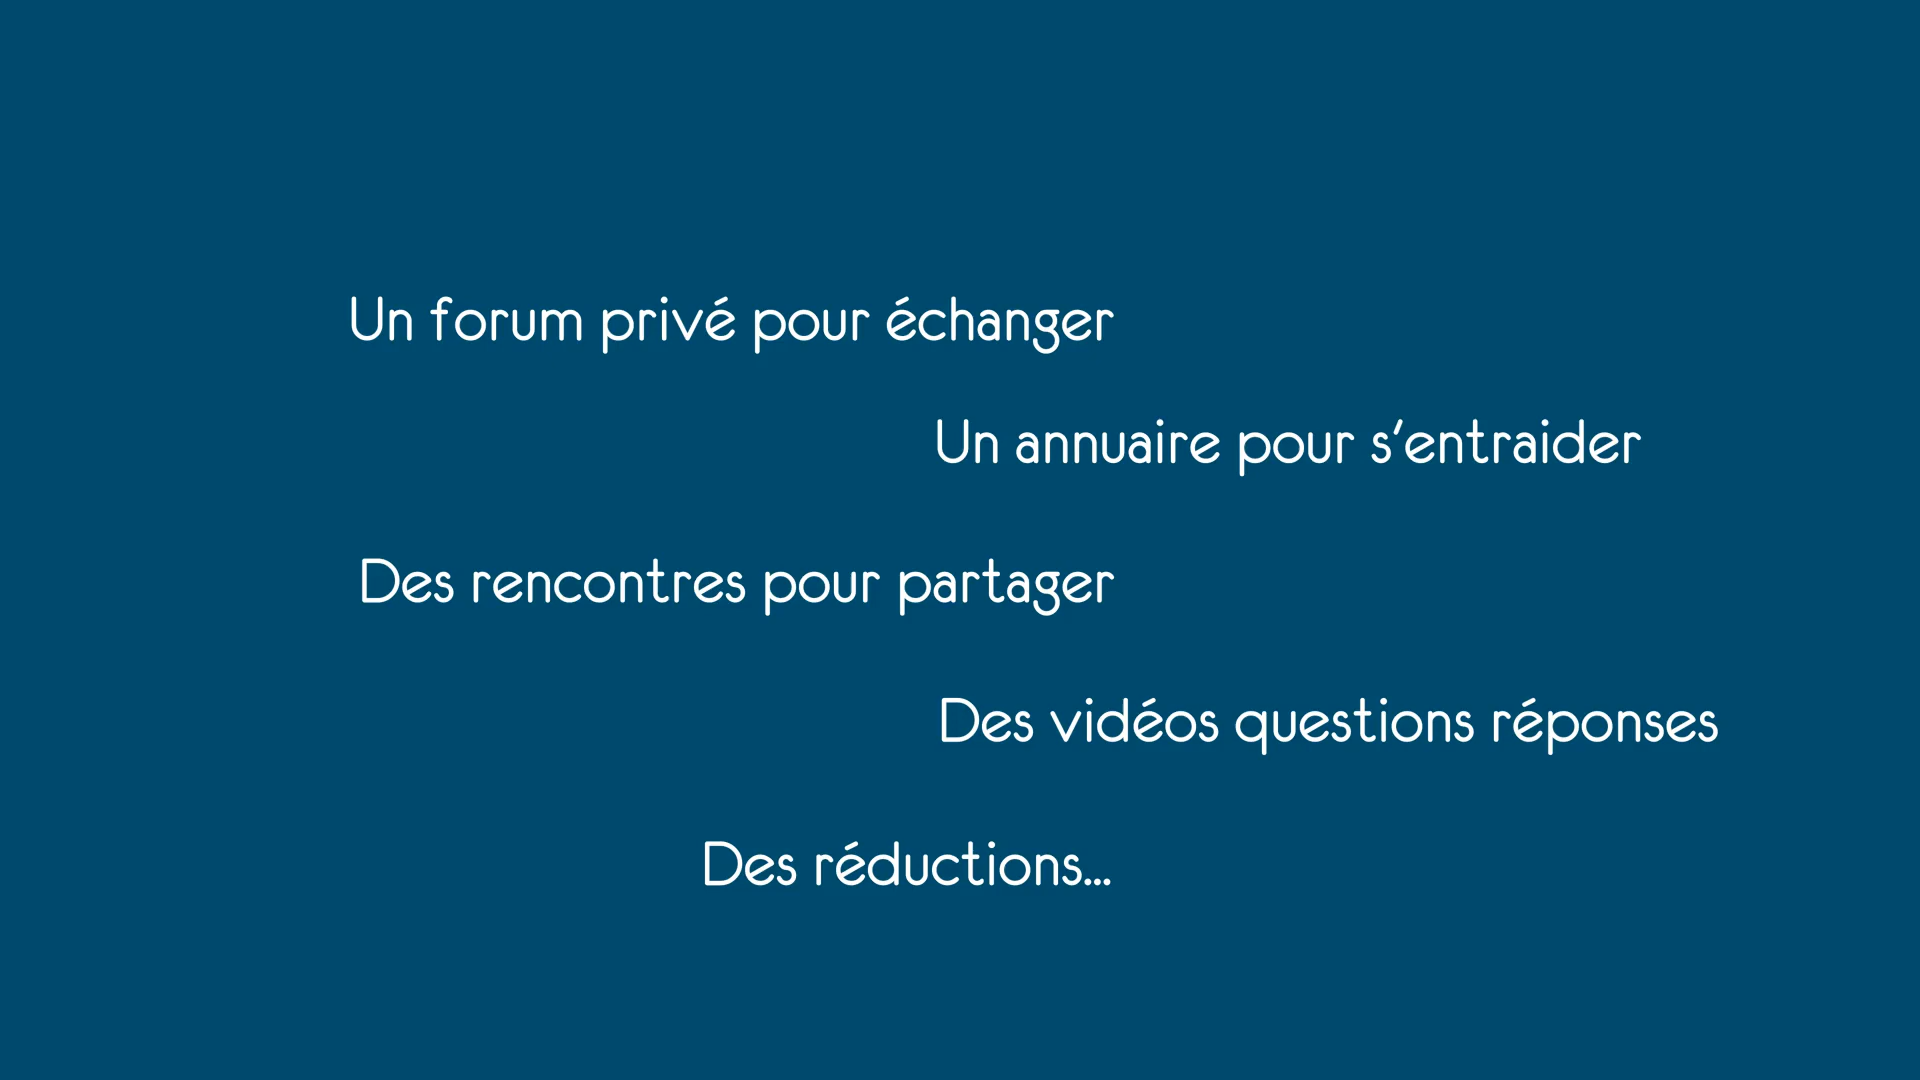 Un forum privé pour échanger
Un annuaire pour s’entraider
Des rencontres pour partager
Des vidéos questions réponses
Des réductions...